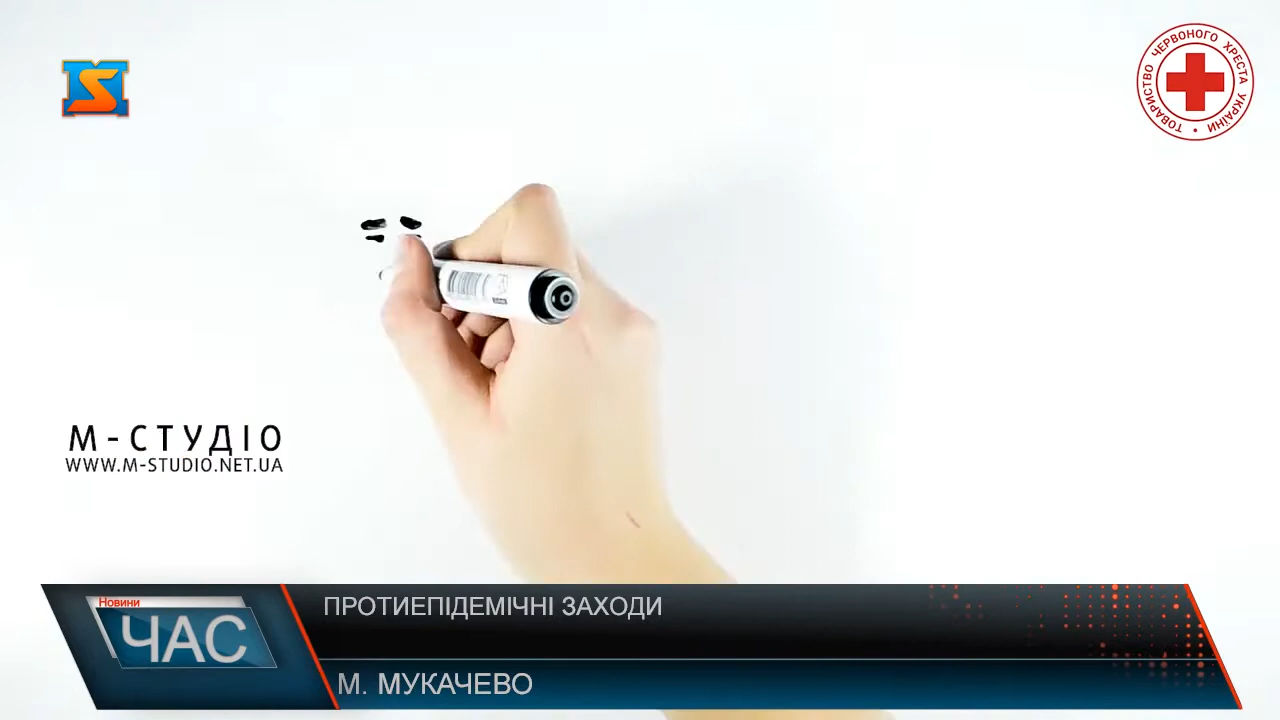 ТОВАРИСТВО ЧЕРВОНОГО ХРЕСТА УКРАЇНИ
М-СТУДІО
WWW.M-STUDIO.NET.UA
Новини
ЧАС
ПРОТИЕПІДЕМІЧНІ ЗАХОДИ
М. МУКАЧЕВО